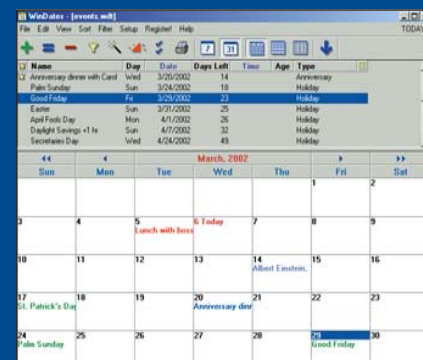 WinDates - [events.mdt]
File Edit View Sort Filter Setup Register! Help TODAY
7 31
Name Day Date Days Left Time Age Type
Anniversary dinner with Carol Wed 3/20/2002 14 Anniversary
Palm Sunday Sun 3/24/2002 18 Holiday
Good Friday Fri 3/29/2002 23 Holiday
Easter Sun 3/31/2002 25 Holiday
April Fools Day Mon 4/1/2002 26 Holiday
Daylight Savings +1 hr Sun 4/7/2002 32 Holiday
Secretaries Day Wed 4/24/2002 49 Holiday
March, 2002
Sun Mon Tue Wed Thu Fri Sat
1 2
3 4 5 6 Today 7 8 9
Lunch with boss
10 11 12 13 14 15 16
Albert Einstein,
17 18 19 20 21 22 23
St. Patrick's Day Anniversary dinr
24 25 26 27 28 29 30
Palm Sunday Good Friday